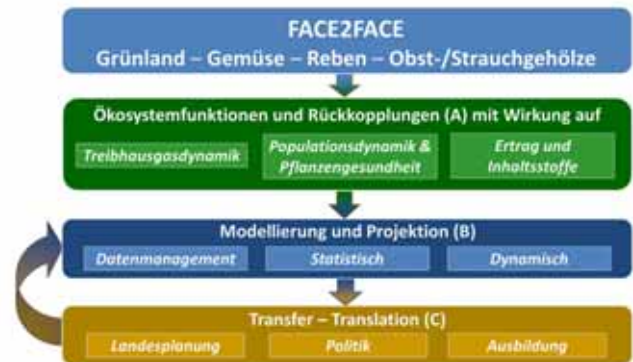 FACE2FACE
Grünland – Gemüse – Reben – Obst-/Strauchgehölze
Ökosystemfunktionen und Rückkopplungen (A) mit Wirkung auf
Treibhausgasdynamik
Populationsdynamik &
Pflanzengesundheit
Ertrag und
Inhaltsstoffe
Modellierung und Projektion (B)
Datenmanagement
Statistisch
Dynamisch
Transfer – Translation (C)
Landesplanung
Politik
Ausbildung